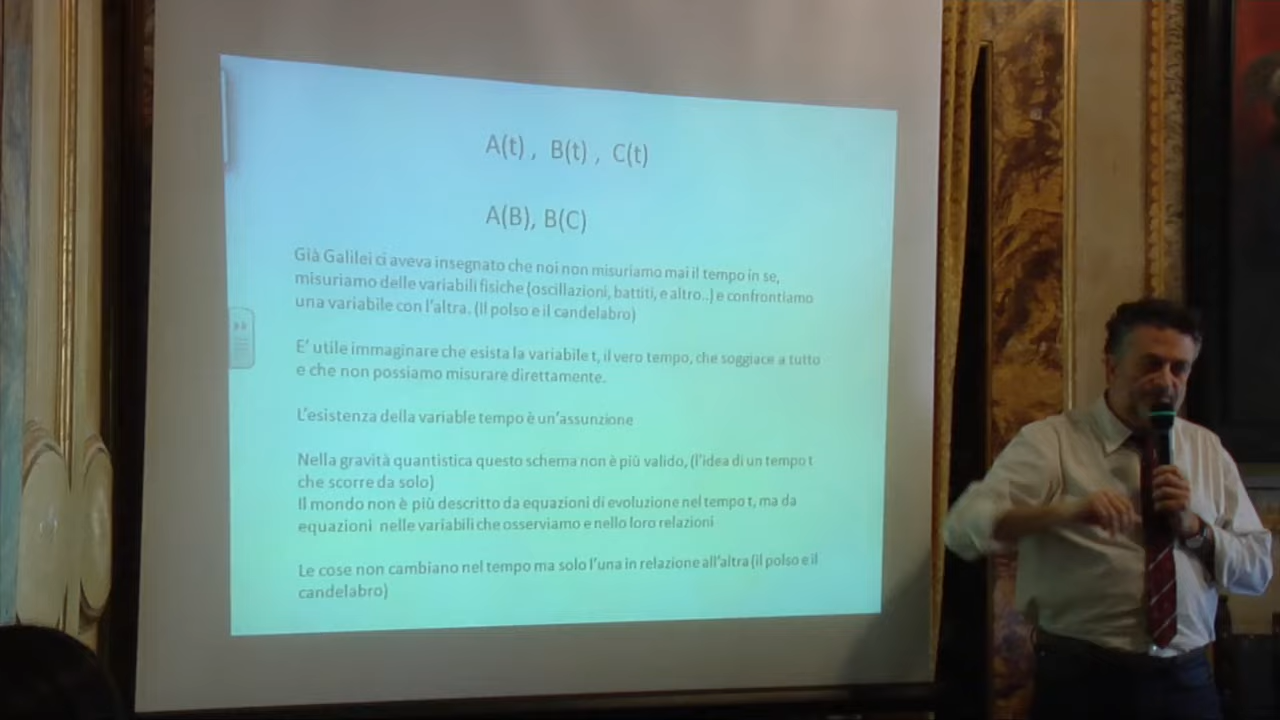 A(t) , B(t) , C(t)
A(B), B(C)
Già Galilei ci aveva insegnato che noi non misuriamo mai il tempo in se,
misuriamo delle variabili fisiche (oscillazioni, battiti, e altro..) e confrontiamo
una variabile con l'altra. (Il polso e il candelabro)
E' utile immaginare che esista la variabile t, il vero tempo, che soggiace a tutto
e che non possiamo misurare direttamente.
L'esistenza della variable tempo è un'assunzione
Nella gravità quantistica questo schema non è più valido, (l'idea di un tempo t
che scorre da solo)
Il mondo non è più descritto da equazioni di evoluzione nel tempo t, ma da
equazioni nelle variabili che osserviamo e nello loro relazioni
Le cose non cambiano nel tempo ma solo l'una in relazione all'altra (il polso e il
candelabro)